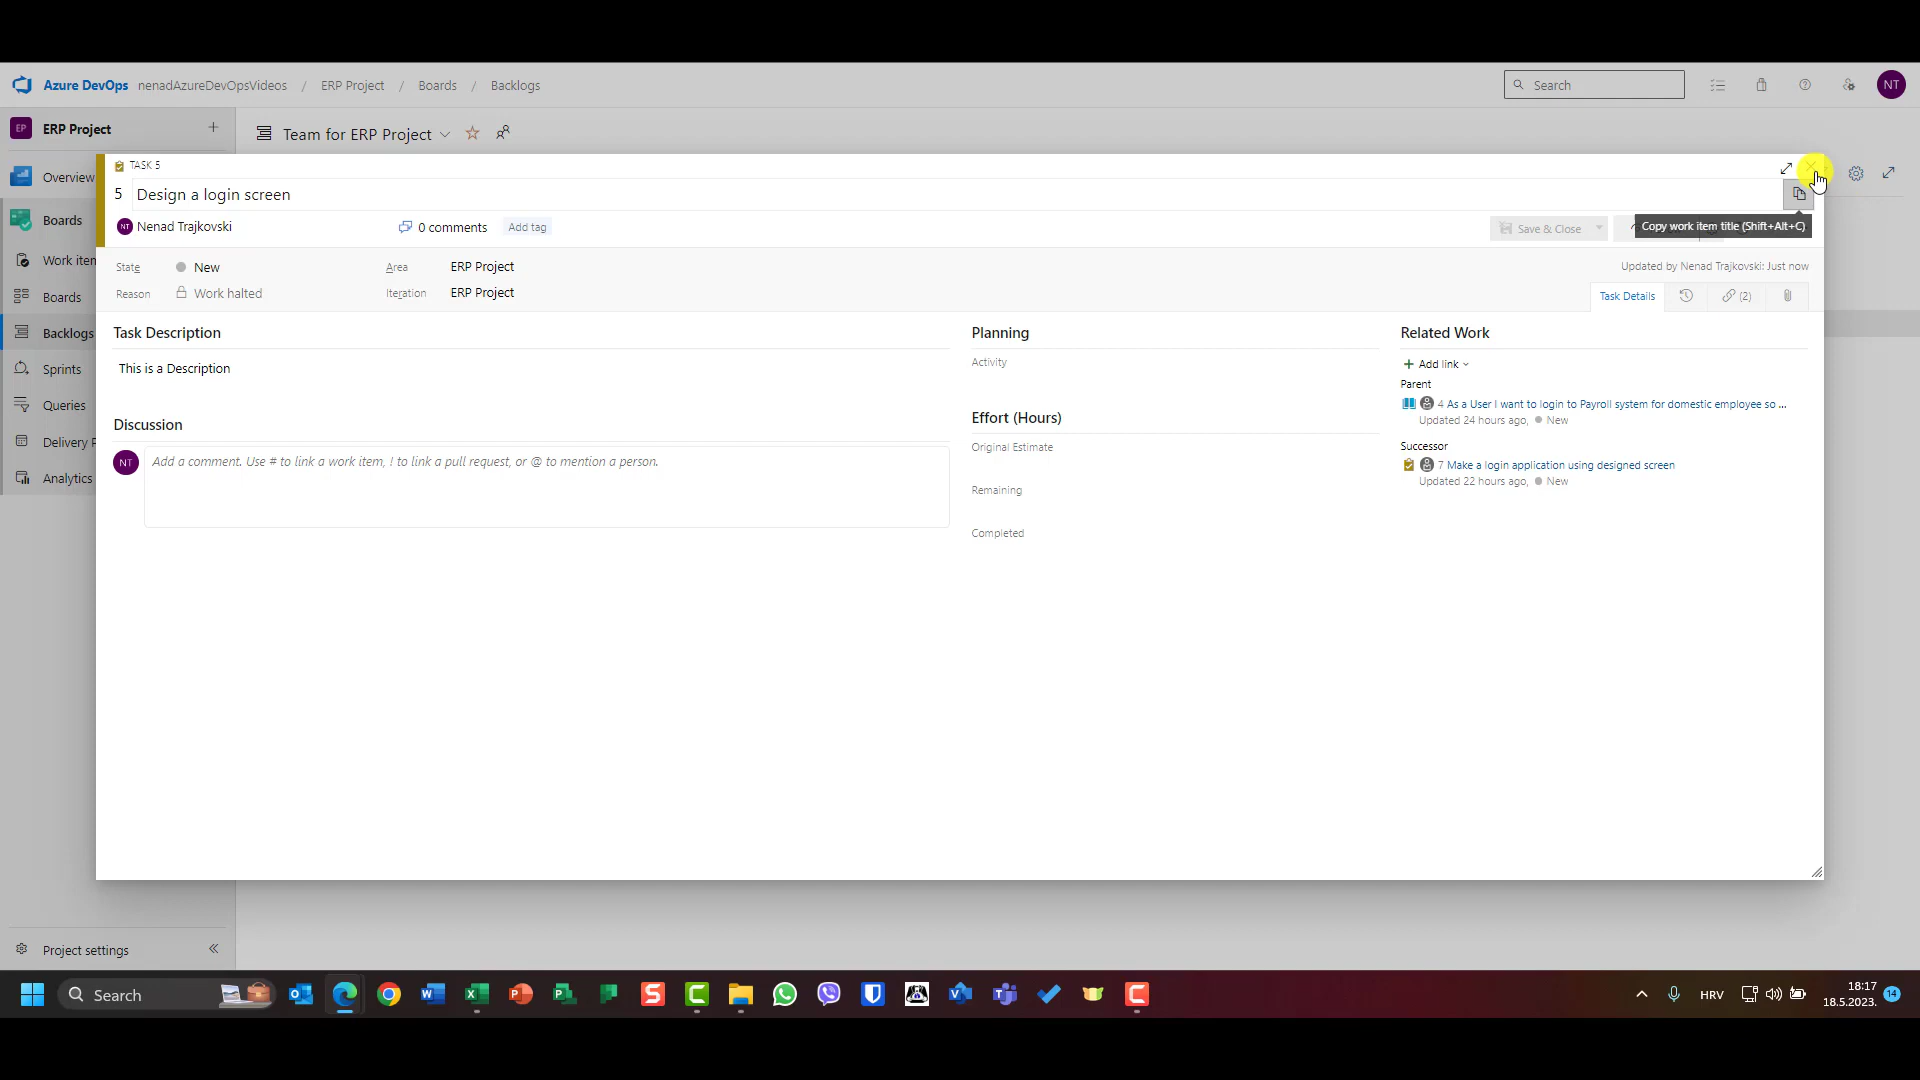 Azure DevOps nenadAzureDevOpsVideos / ERP Project / Boards / Backlogs
Search
NT
EP ERP Project +
Team for ERP Project
Overview
Boards
Work item
Boards
Backlogs
Sprints
Queries
Delivery P
Analytics
Project settings
TASK 5
5 Design a login screen
NT Nenad Trajkovski
0 comments
Add tag
Save & Close
Copy work item title (Shift+Alt+C)
State New
Area ERP Project
Updated by Nenad Trajkovski: Just now
Reason Work halted
Iteration ERP Project
Task Details
(2)
Task Description
This is a Description
Discussion
NT Add a comment. Use # to link a work item, ! to link a pull request, or @ to mention a person.
Planning
Activity
Effort (Hours)
Original Estimate
Remaining
Completed
Related Work
+ Add link
Parent
4 As a User I want to login to Payroll system for domestic employee so ...
Updated 24 hours ago, New
Successor
7 Make a login application using designed screen
Updated 22 hours ago, New
Search
HRV
18:17
18.5.2023.
14